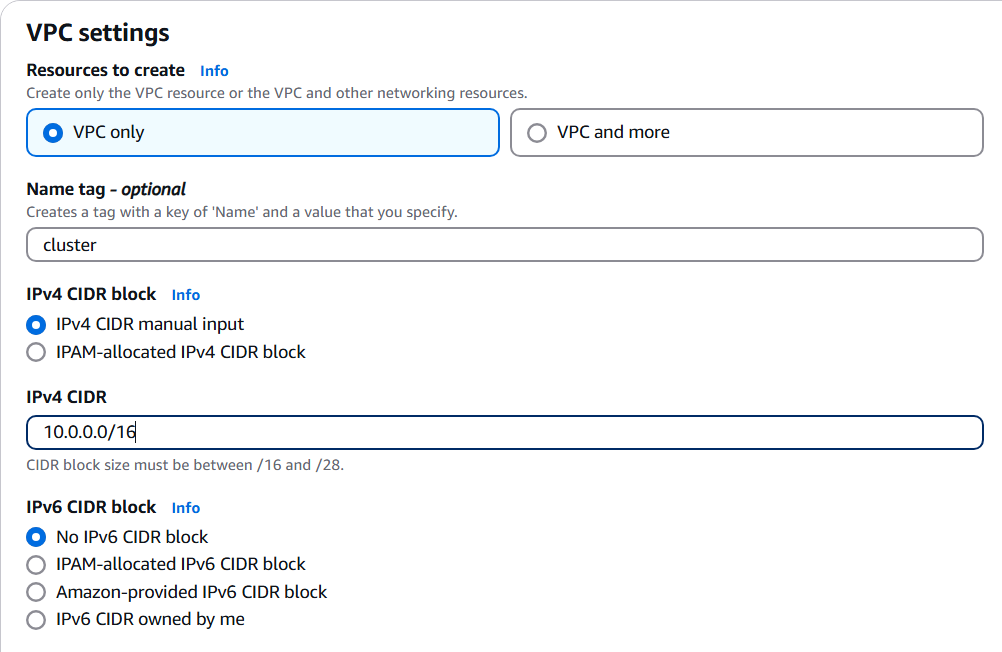 VPC settings
Resources to create Info
Create only the VPC resource or the VPC and other networking resources.
VPC only VPC and more
Name tag - optional
Creates a tag with a key of 'Name' and a value that you specify.
cluster
IPv4 CIDR block Info
IPv4 CIDR manual input
IPAM-allocated IPv4 CIDR block
IPv4 CIDR
10.0.0.0/16
CIDR block size must be between /16 and /28.
IPv6 CIDR block Info
No IPv6 CIDR block
IPAM-allocated IPv6 CIDR block
Amazon-provided IPv6 CIDR block
IPv6 CIDR owned by me